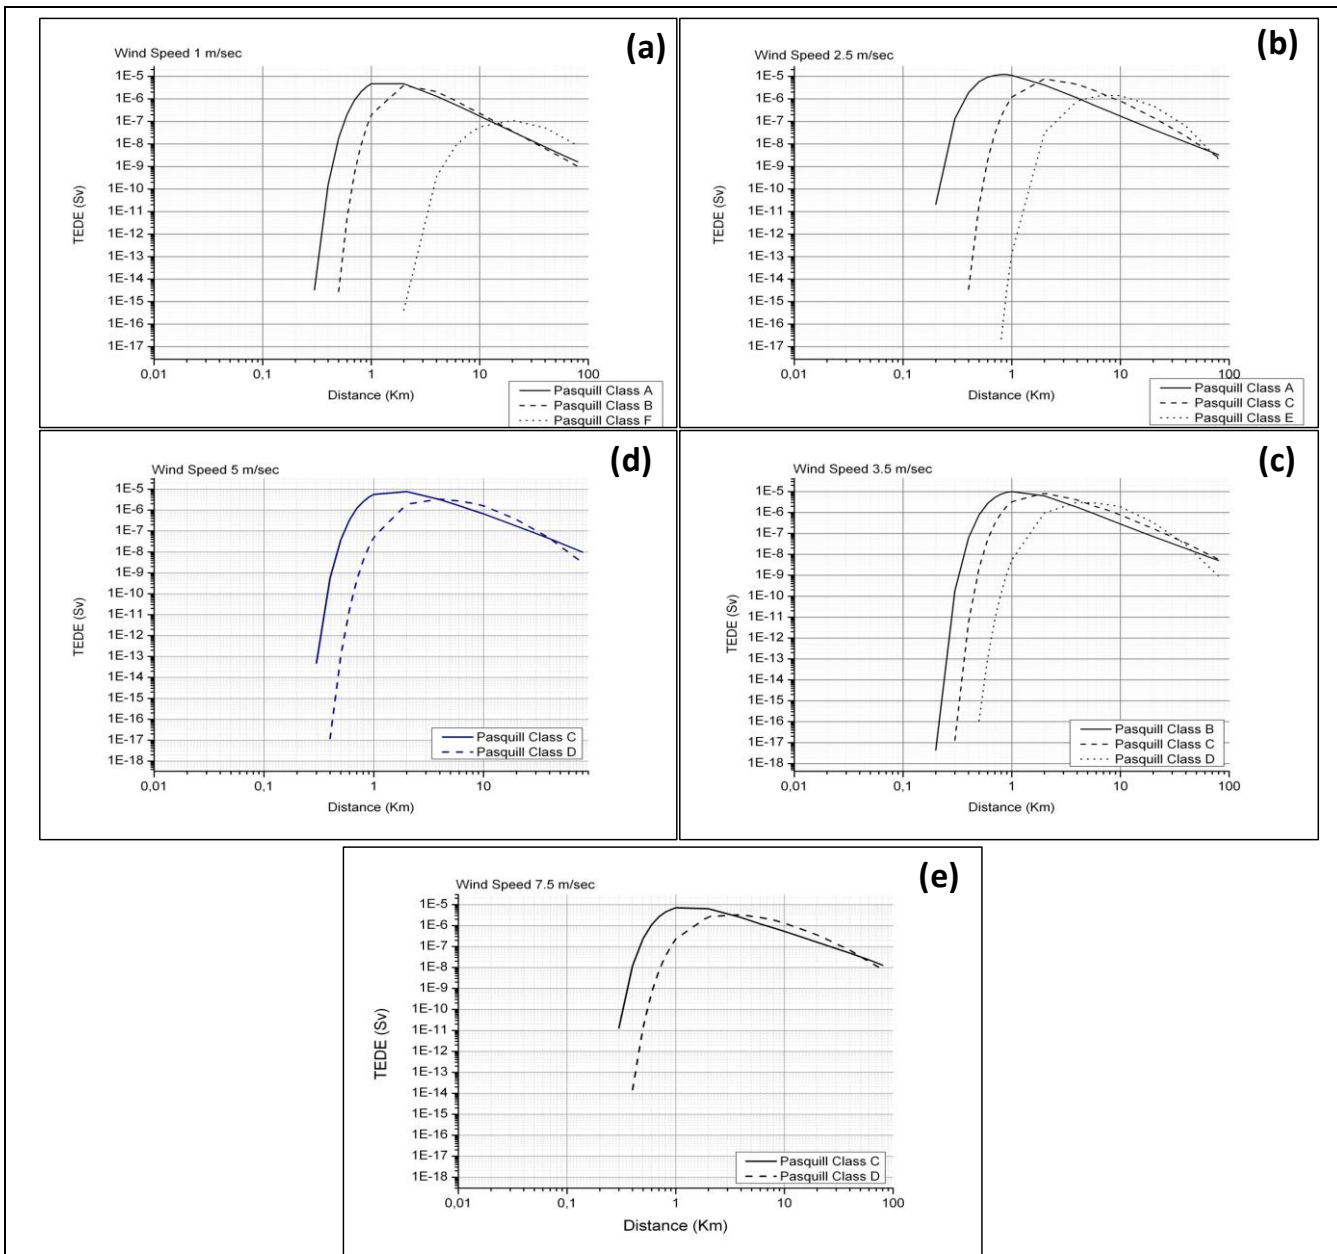 Wind Speed 1 m/sec
(a)
1E-5
1E-6
1E-7
1E-8
1E-9
1E-10
1E-11
1E-12
1E-13
1E-14
1E-15
1E-16
1E-17
TEDE (Sv)
0,01 0,1 1 10 100
Distance (Km)
Pasquill Class A
Pasquill Class B
Pasquill Class F
Wind Speed 2.5 m/sec
(b)
1E-5
1E-6
1E-7
1E-8
1E-9
1E-10
1E-11
1E-12
1E-13
1E-14
1E-15
1E-16
1E-17
TEDE (Sv)
0,01 0,1 1 10 100
Distance (Km)
Pasquill Class A
Pasquill Class C
Pasquill Class E
Wind Speed 5 m/sec
(d)
1E-5
1E-6
1E-7
1E-8
1E-9
1E-10
1E-11
1E-12
1E-13
1E-14
1E-15
1E-16
1E-17
1E-18
TEDE (Sv)
0,01 0,1 1 10
Distance (Km)
Pasquill Class C
Pasquill Class D
Wind Speed 3.5 m/sec
(c)
1E-5
1E-6
1E-7
1E-8
1E-9
1E-10
1E-11
1E-12
1E-13
1E-14
1E-15
1E-16
1E-17
1E-18
TEDE (Sv)
0,01 0,1 1 10 100
Distance (Km)
Pasquill Class B
Pasquill Class C
Pasquill Class D
Wind Speed 7.5 m/sec
(e)
1E-5
1E-6
1E-7
1E-8
1E-9
1E-10
1E-11
1E-12
1E-13
1E-14
1E-15
1E-16
1E-17
1E-18
TEDE (Sv)
0,01 0,1 1 10 100
Distance (Km)
Pasquill Class C
Pasquill Class D